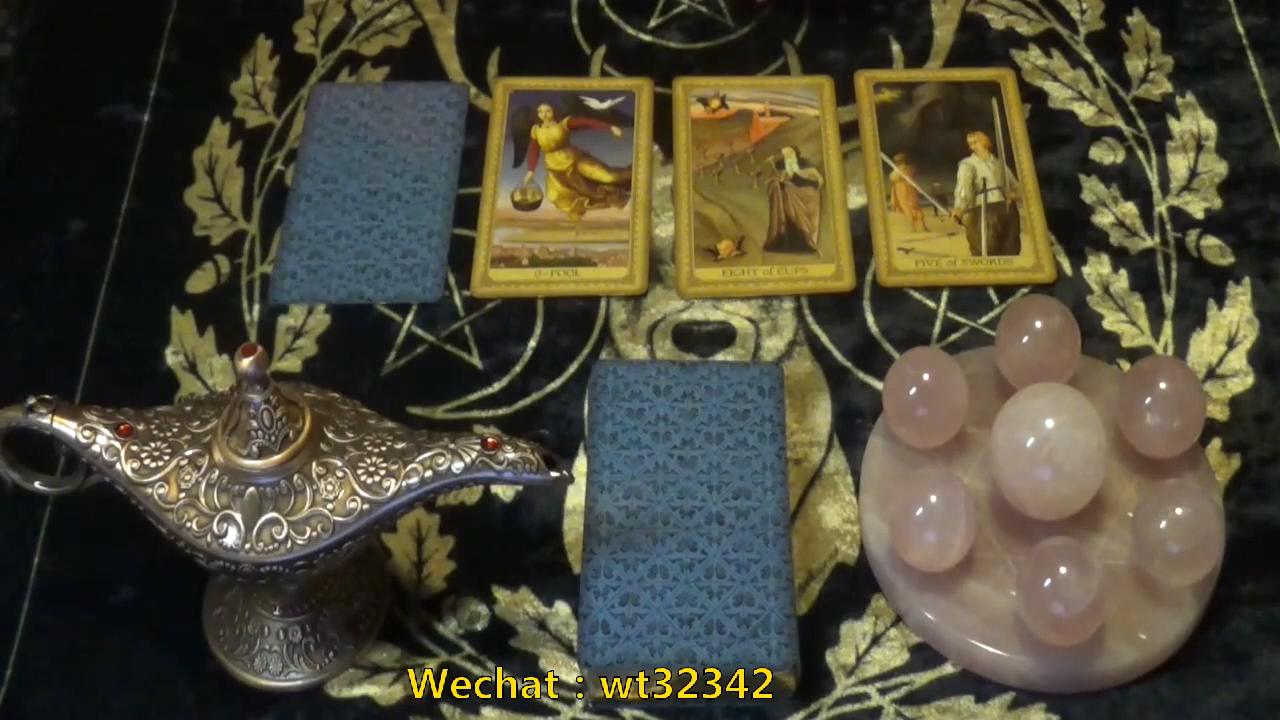 0 • FOOL
EIGHT of CUPS
FIVE of SWORDS
Wechat : wt32342